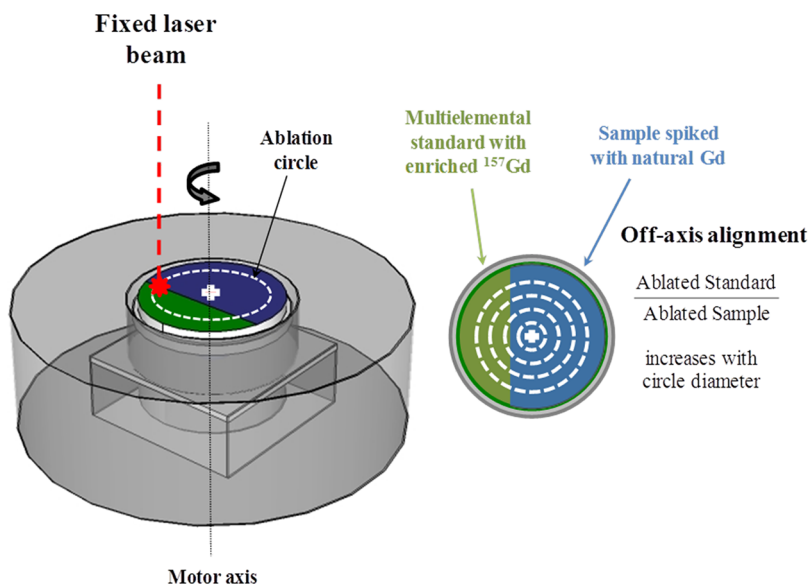 Fixed laser
beam
Ablation
circle
Motor axis
Multielemental
standard with
enriched ¹⁵⁷Gd
Sample spiked
with natural Gd
Off-axis alignment
Ablated Standard
Ablated Sample
increases with
circle diameter